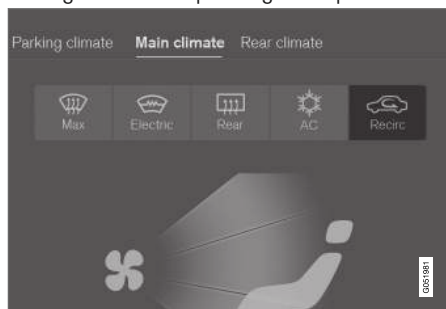 Parking climate Main climate Rear climate
Max Electric Rear AC Recirc
G051981